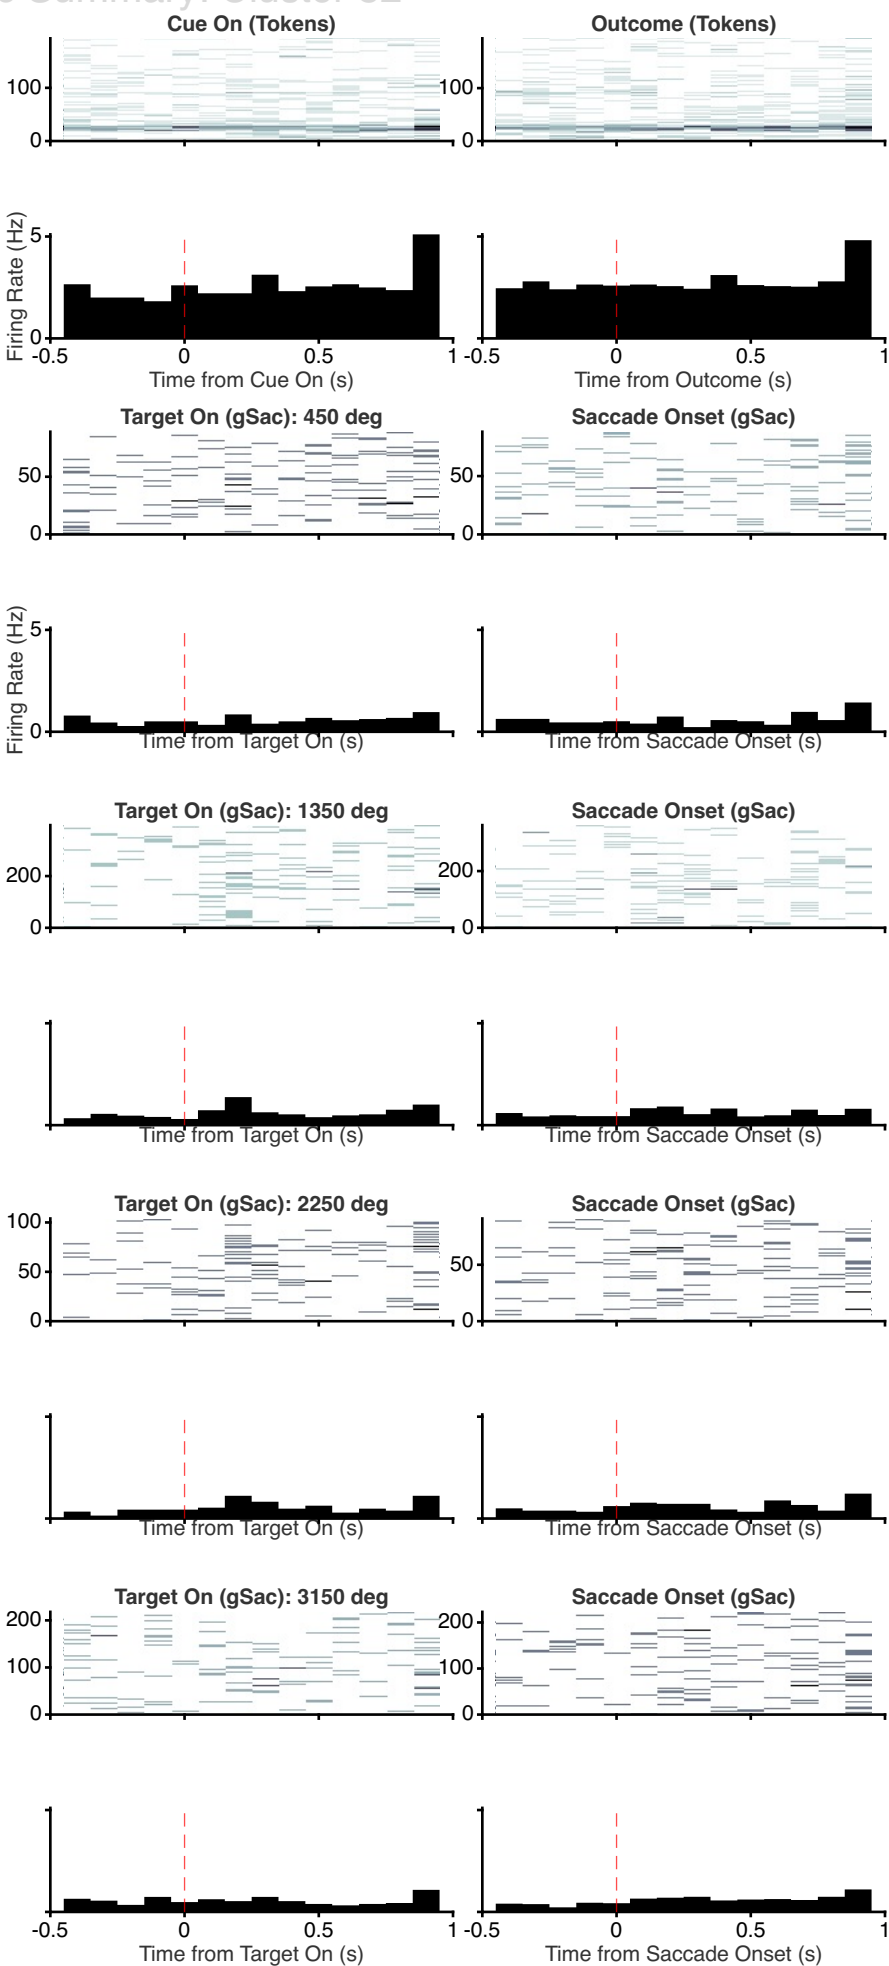 Summary: Cluster
Cue On (Tokens)
Outcome (Tokens)
100
0
100
0
Firing Rate (Hz)
5
0
-0.5 0 0.5 1
-0.5 0 0.5 1
Time from Cue On (s)
Time from Outcome (s)
Target On (gSac): 450 deg
Saccade Onset (gSac)
50
0
50
0
Firing Rate (Hz)
5
0
Time from Target On (s)
Time from Saccade Onset (s)
Target On (gSac): 1350 deg
Saccade Onset (gSac)
200
0
200
0
Time from Target On (s)
Time from Saccade Onset (s)
Target On (gSac): 2250 deg
Saccade Onset (gSac)
100
50
0
50
0
Time from Target On (s)
Time from Saccade Onset (s)
Target On (gSac): 3150 deg
Saccade Onset (gSac)
200
100
0
200
100
0
-0.5 0 0.5 1
-0.5 0 0.5 1
Time from Target On (s)
Time from Saccade Onset (s)